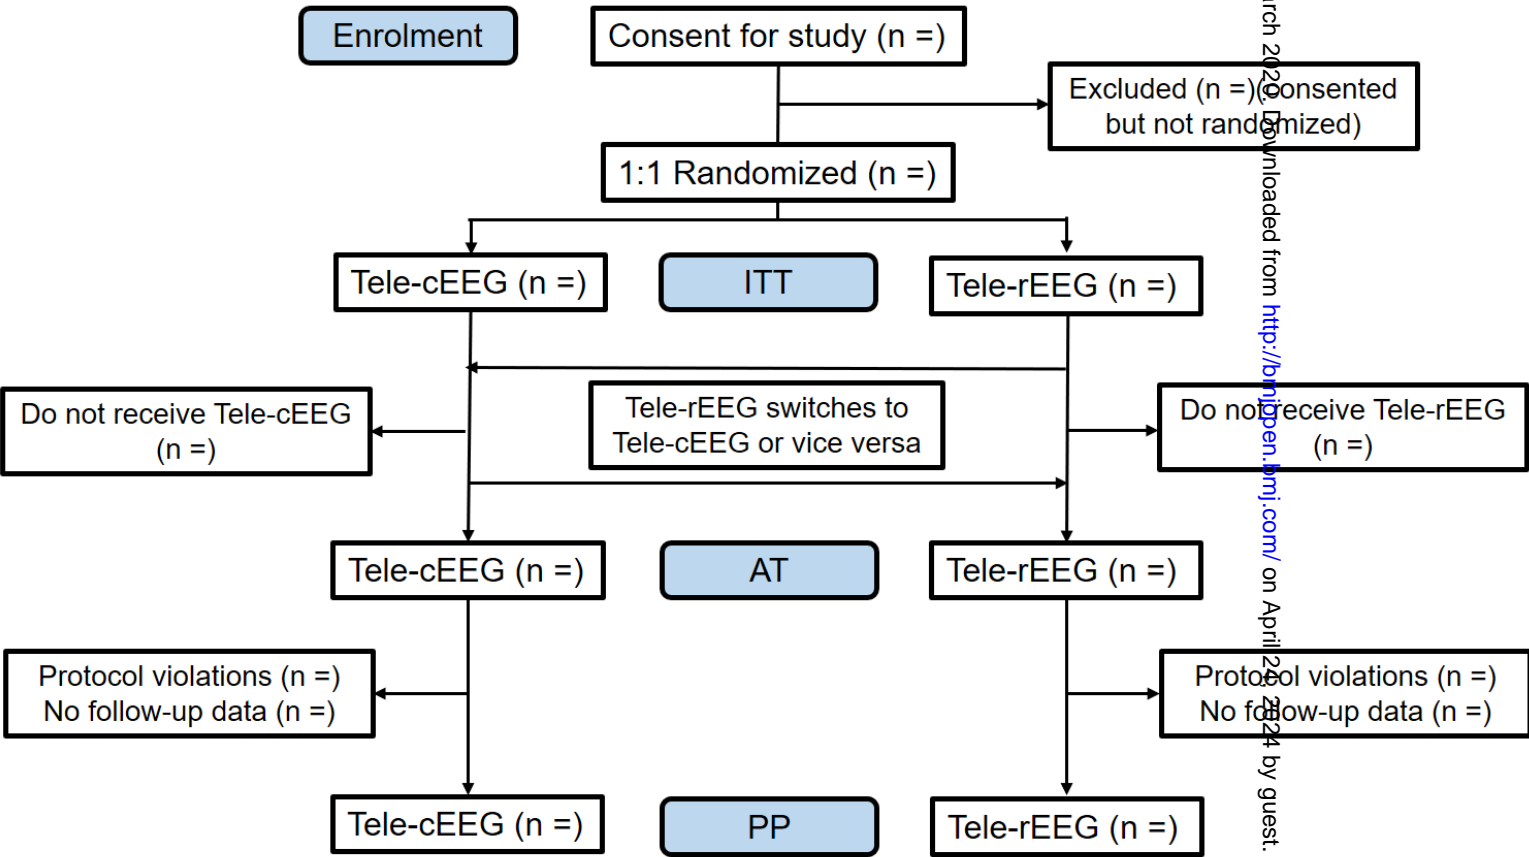 Enrolment
Consent for study (n =)
Excluded (n =)(consented
but not randomized)
1:1 Randomized (n =)
Tele-cEEG (n =)
ITT
Tele-rEEG (n =)
Do not receive Tele-cEEG
(n =)
Tele-rEEG switches to
Tele-cEEG or vice versa
Do not receive Tele-rEEG
(n =)
Tele-cEEG (n =)
AT
Tele-rEEG (n =)
Protocol violations (n =)
No follow-up data (n =)
Protocol violations (n =)
No follow-up data (n =)
Tele-cEEG (n =)
PP
Tele-rEEG (n =)
rch 2020. Downloaded from http://bmjopen.bmj.com/ on April 24, 2024 by guest.